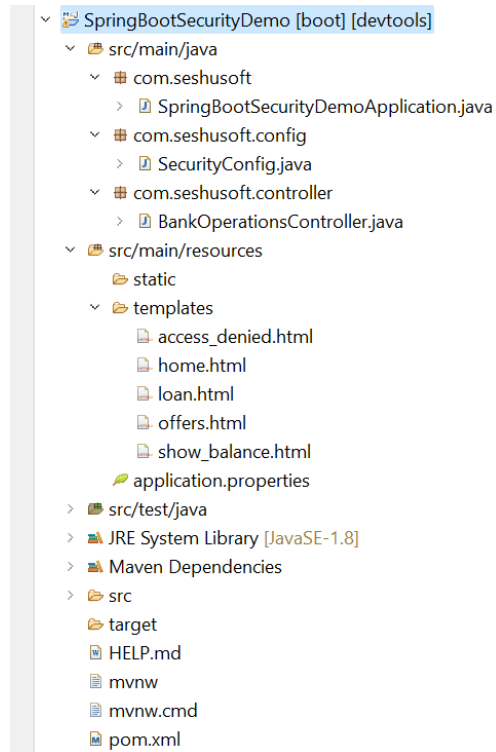 SpringBootSecurityDemo [boot] [devtools]
src/main/java
com.seshusoft
SpringBootSecurityDemoApplication.java
com.seshusoft.config
SecurityConfig.java
com.seshusoft.controller
BankOperationsController.java
src/main/resources
static
templates
access_denied.html
home.html
loan.html
offers.html
show_balance.html
application.properties
src/test/java
JRE System Library [JavaSE-1.8]
Maven Dependencies
src
target
HELP.md
mvnw
mvnw.cmd
pom.xml